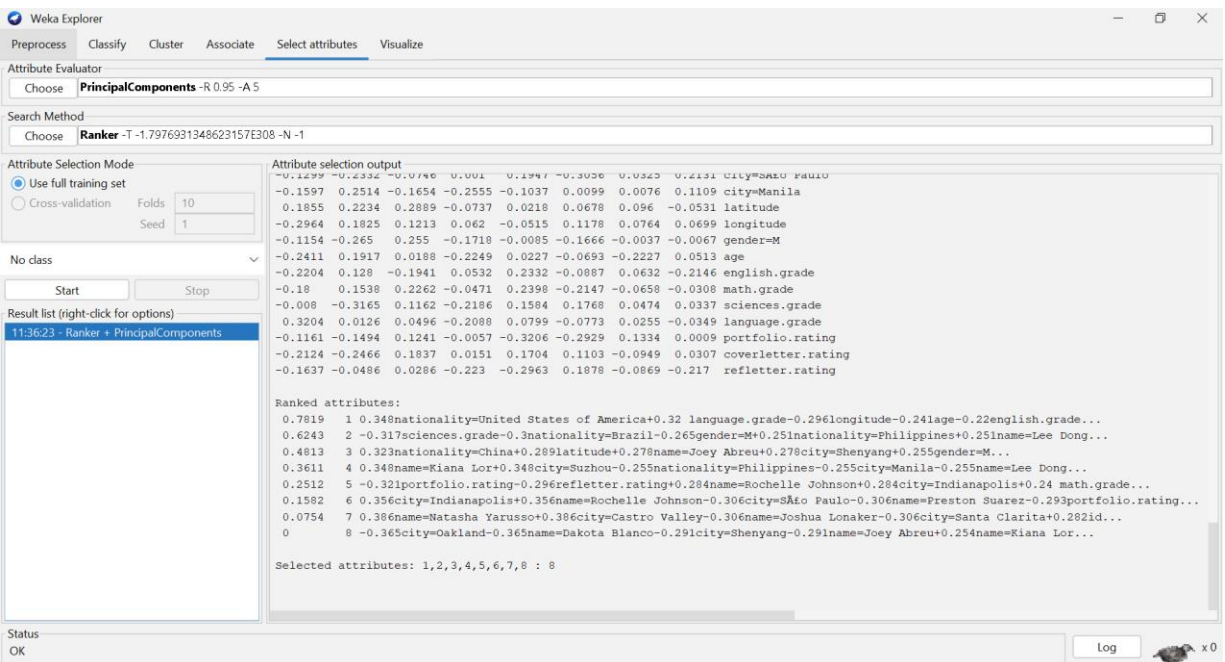 Weka Explorer
Preprocess Classify Cluster Associate Select attributes Visualize
Attribute Evaluator
Choose PrincipalComponents -R 0.95 -A 5
Search Method
Choose Ranker -T -1.7976931348623157E308 -N -1
Attribute Selection Mode
Use full training set
Cross-validation Folds 10
Seed 1
No class
Start Stop
Result list (right-click for options)
11:36:23 - Ranker + PrincipalComponents
Attribute selection output
-0.1299 -0.2332 -0.0746 0.001 0.1947 -0.3056 0.0325 0.2131 city=SÃ£o Paulo
-0.1597 0.2514 -0.1654 -0.2555 -0.1037 0.0099 0.0076 0.1109 city=Manila
0.1855 0.2234 0.2889 -0.0737 0.0218 0.0678 0.096 -0.0531 latitude
-0.2964 0.1825 0.1213 0.062 -0.0515 0.1178 0.0764 0.0699 longitude
-0.1154 -0.265 0.255 -0.1718 -0.0085 -0.1666 -0.0037 -0.0067 gender=M
-0.2411 0.1917 0.0188 -0.2249 0.0227 -0.0693 -0.2227 0.0513 age
-0.2204 0.128 -0.1941 0.0532 0.2332 -0.0887 0.0632 -0.2146 english.grade
-0.18 0.1538 0.2262 -0.0471 0.2398 -0.2147 -0.0658 -0.0308 math.grade
-0.008 -0.3165 0.1162 -0.2186 0.1584 0.1768 0.0474 0.0337 sciences.grade
0.3204 0.0126 0.0496 -0.2088 0.0799 -0.0773 0.0255 -0.0349 language.grade
-0.1161 -0.1494 0.1241 -0.0057 -0.3206 -0.2929 0.1334 0.0009 portfolio.rating
-0.2124 -0.2466 0.1837 0.0151 0.1704 0.1103 -0.0949 0.0307 coverletter.rating
-0.1637 -0.0486 0.0286 -0.223 -0.2963 0.1878 -0.0869 -0.217 refletter.rating
Ranked attributes:
0.7819 1 0.348nationality=United States of America+0.32 language.grade-0.296longitude-0.241age-0.22english.grade...
0.6243 2 -0.317sciences.grade-0.3nationality=Brazil-0.265gender=M+0.251nationality=Philippines+0.251name=Lee Dong...
0.4813 3 0.323nationality=China+0.289latitude+0.278name=Joey Abreu+0.278city=Shenyang+0.255gender=M...
0.3611 4 0.348name=Kiana Lor+0.348city=Suzhou-0.255nationality=Philippines-0.255city=Manila-0.255name=Lee Dong...
0.2512 5 -0.321portfolio.rating-0.296refletter.rating+0.284name=Rochelle Johnson+0.284city=Indianapolis+0.24 math.grade...
0.1582 6 0.356city=Indianapolis+0.356name=Rochelle Johnson-0.306city=SÃ£o Paulo-0.306name=Preston Suarez-0.293portfolio.rating...
0.0754 7 0.386name=Natasha Yarusso+0.386city=Castro Valley-0.306name=Joshua Lonaker-0.306city=Santa Clarita+0.282id...
0 8 -0.365city=Oakland-0.365name=Dakota Blanco-0.291city=Shenyang-0.291name=Joey Abreu+0.254name=Kiana Lor...
Selected attributes: 1,2,3,4,5,6,7,8 : 8
Status
OK
Log x 0